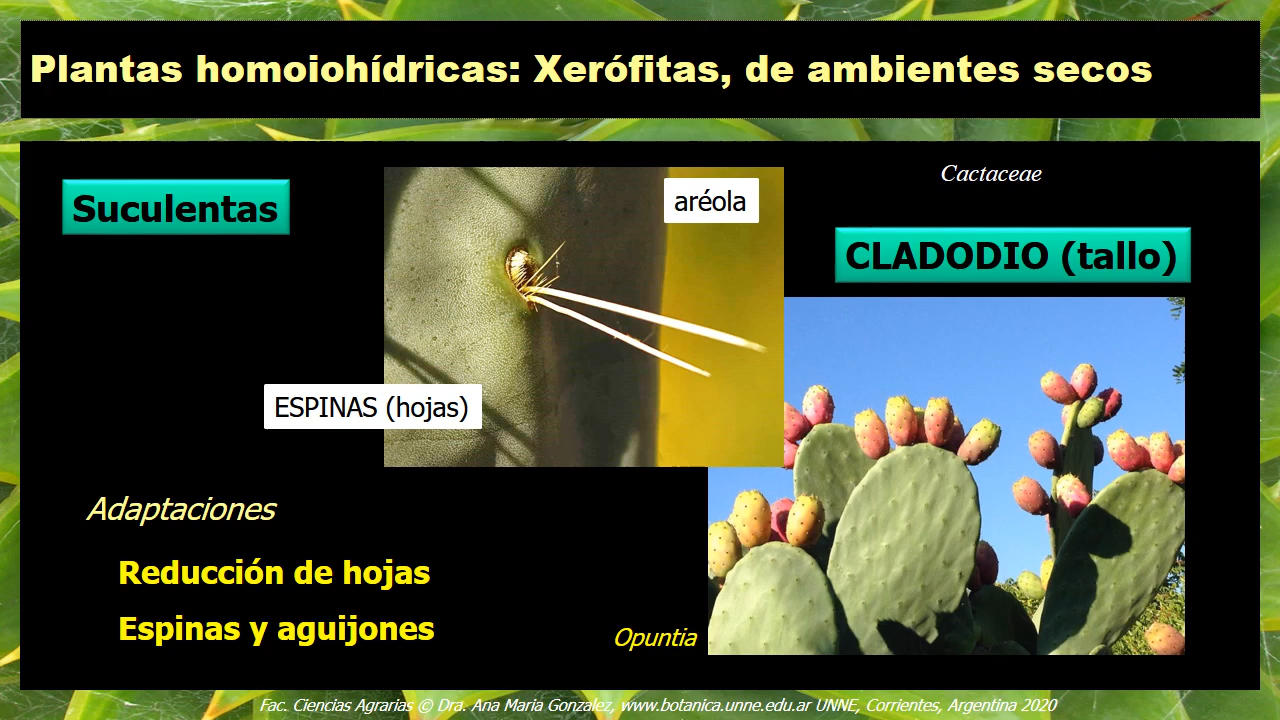 Plantas homoiohídricas: Xerófitas, de ambientes secos
Suculentas
aréola
Cactaceae
CLADODIO (tallo)
ESPINAS (hojas)
Adaptaciones
Reducción de hojas
Espinas y aguijones
Opuntia
Fac. Ciencias Agrarias © Dra. Ana Maria Gonzalez, www.botanica.unne.edu.ar UNNE, Corrientes, Argentina 2020